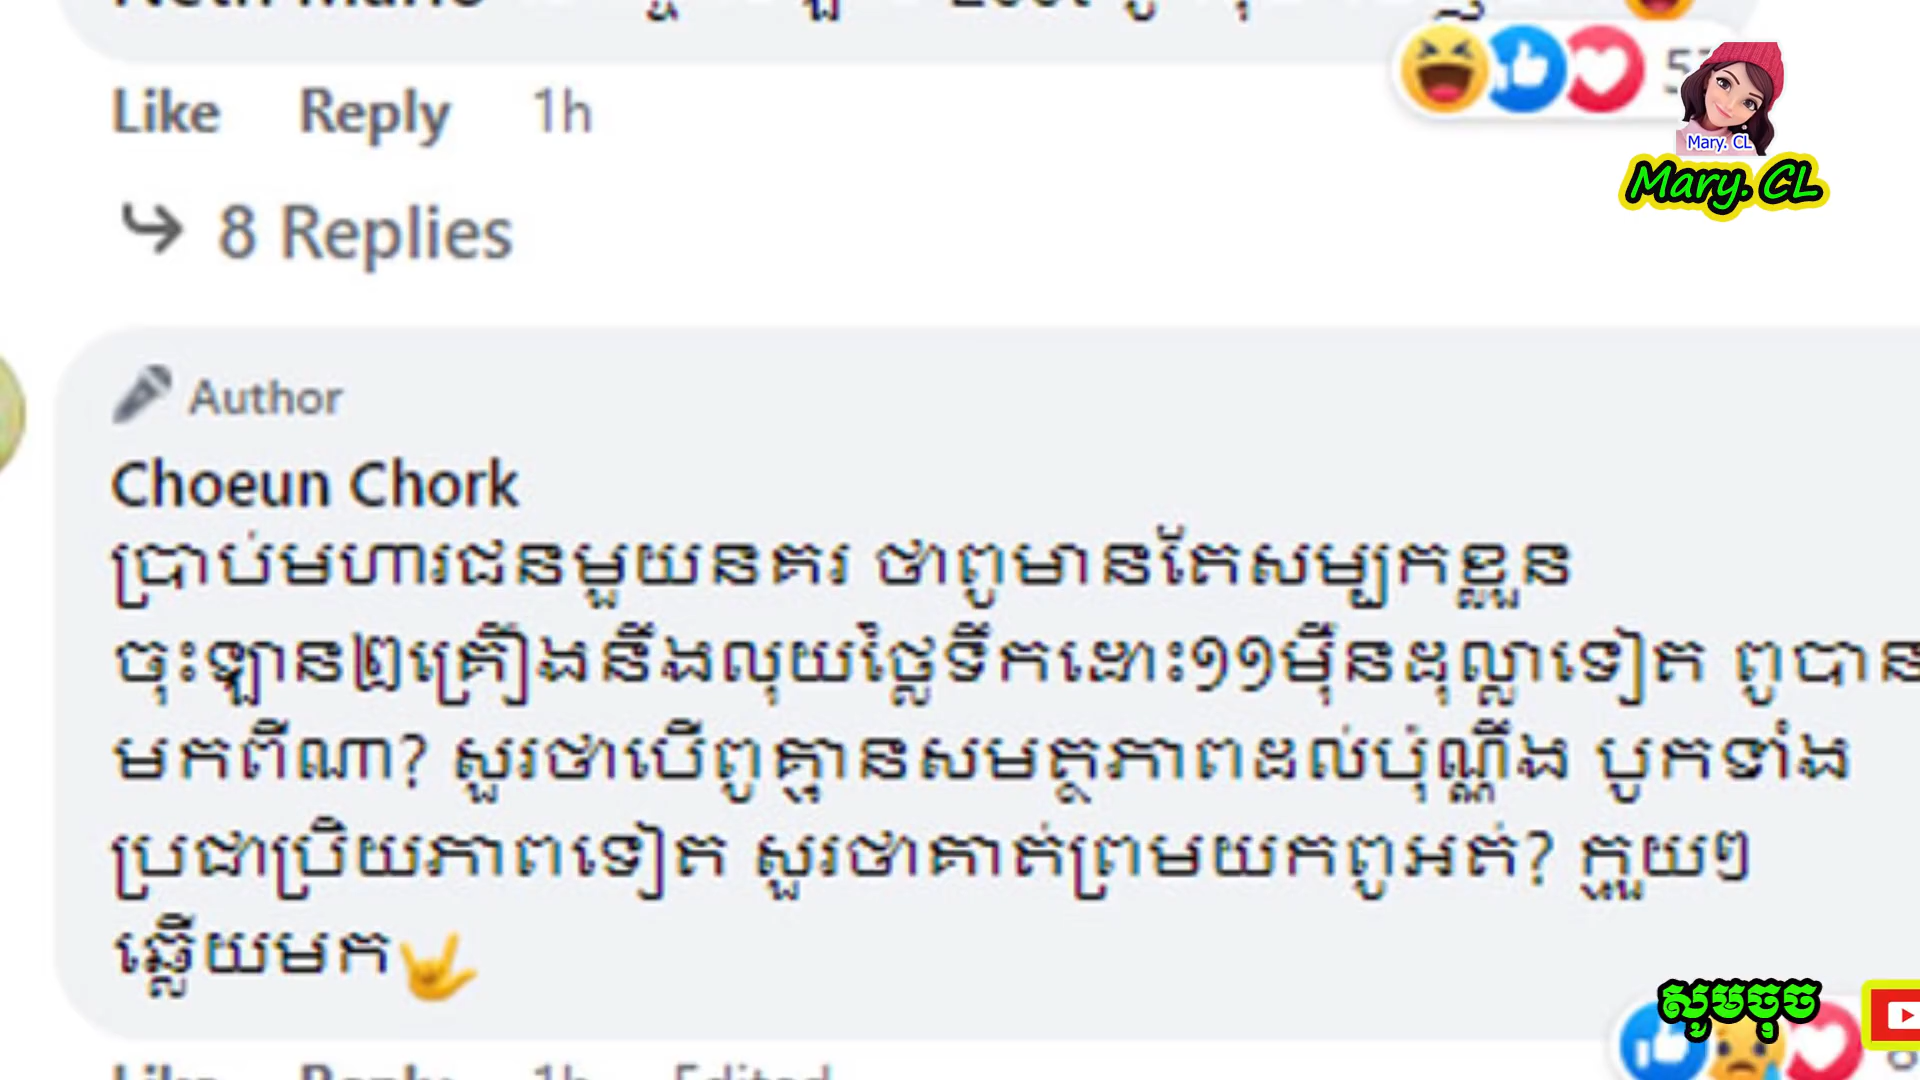 Like Reply 1h
Mary. CL
Mary. CL
8 Replies
Author
Choeun Chork
ប្រាប់មហារជនមួយនគរ ថាពូមានតែសម្បកខ្លួន
ចុះឡាន២គ្រឿងនឹងលុយថ្លៃទឹកដោះ១១ម៉ឺនដុល្លាទៀត ពូបាន
មកពីណា? សួរថាបើពូគ្មានសមត្ថភាពដល់ប៉ុណ្ណឹង បូកទាំង
ប្រជាប្រិយភាពទៀត សួរថាគាត់ព្រមយកពូអត់? ក្មួយៗ
ឆ្លើយមក
សូមចុច
Like Reply 1h Edited